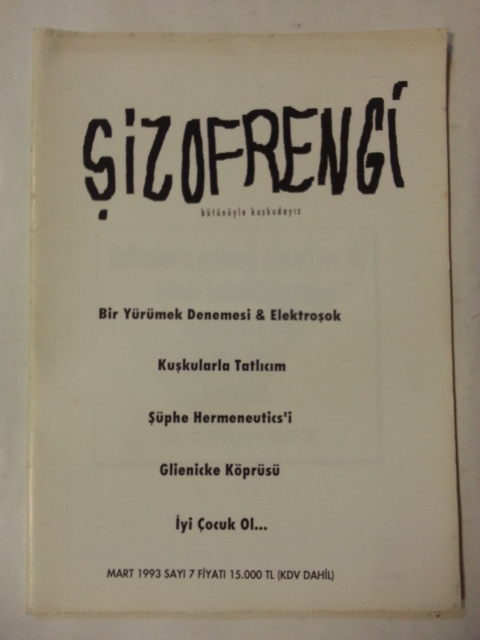 ŞİZOFRENGİ
bütünüyle kuşkudayız
Bir Yürümek Denemesi & Elektroşok
Kuşkularla Tatlıcım
Şüphe Hermeneutics'i
Glienicke Köprüsü
İyi Çocuk Ol...
MART 1993 SAYI 7 FİYATI 15.000 TL (KDV DAHİL)